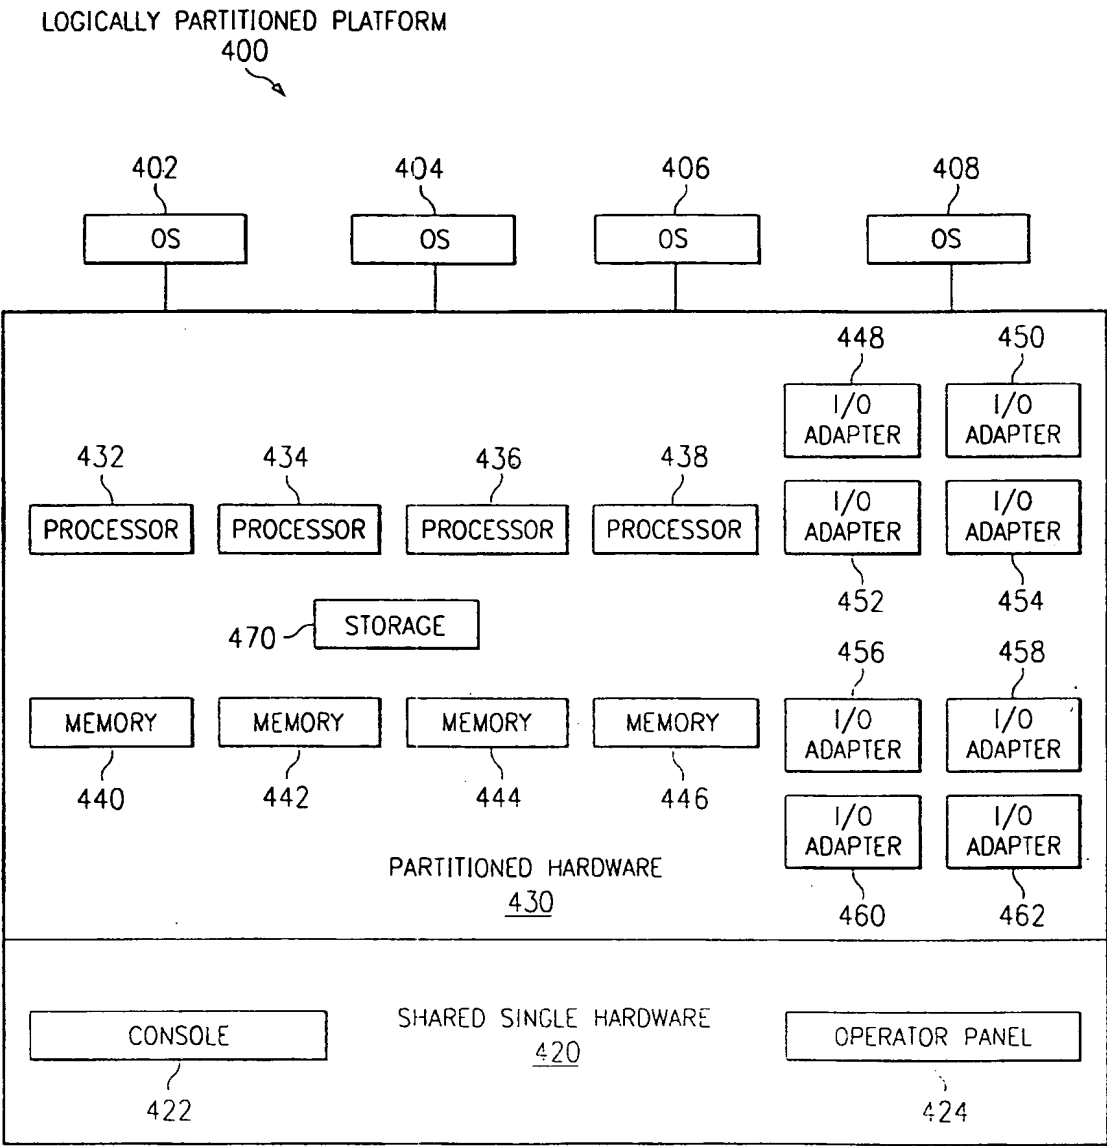 LOGICALLY PARTITIONED PLATFORM
400
402 404 406 408
OS OS OS OS
448 450
I/O ADAPTER I/O ADAPTER
432 434 436 438
PROCESSOR PROCESSOR PROCESSOR PROCESSOR
I/O ADAPTER I/O ADAPTER
452 454
470 STORAGE
456 458
MEMORY MEMORY MEMORY MEMORY
I/O ADAPTER I/O ADAPTER
440 442 444 446
I/O ADAPTER I/O ADAPTER
460 462
PARTITIONED HARDWARE
430
CONSOLE
422
SHARED SINGLE HARDWARE
420
OPERATOR PANEL
424